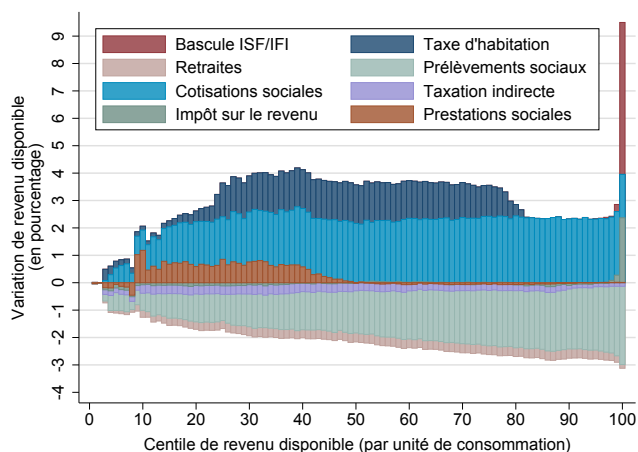 Bascule ISF/IFI
Taxe d'habitation
Retraites
Prélèvements sociaux
Cotisations sociales
Taxation indirecte
Impôt sur le revenu
Prestations sociales
Variation de revenu disponible
(en pourcentage)
9
8
7
6
5
4
3
2
1
0
-1
-2
-3
-4
0 10 20 30 40 50 60 70 80 90 100
Centile de revenu disponible (par unité de consommation)